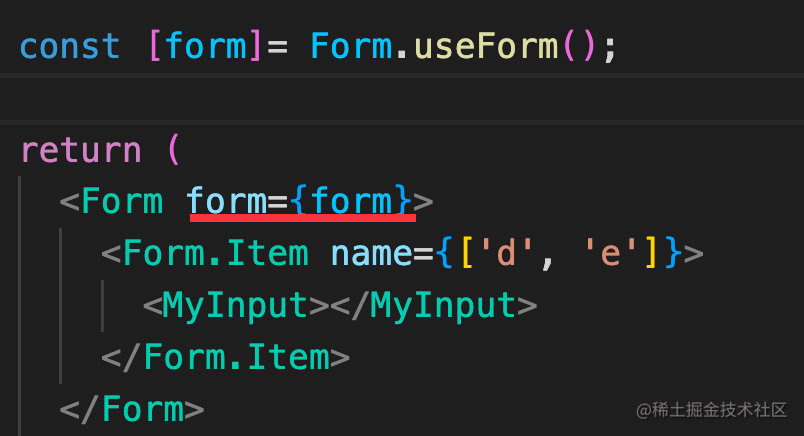 const [form]= Form.useForm();
return (
<Form form={form}>
<Form.Item name={['d', 'e']}>
<MyInput></MyInput>
</Form.Item>
</Form>
@稀土掘金技术社区